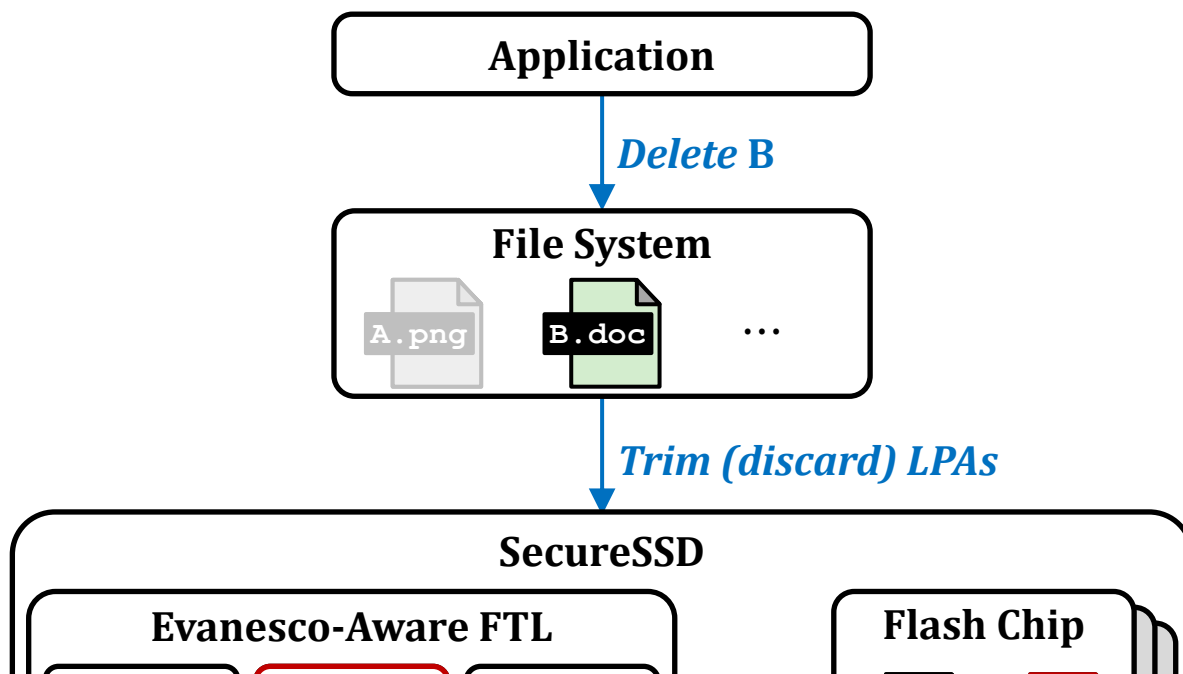 Application
Delete B
File System
A.png
B.doc
...
Trim (discard) LPAs
SecureSSD
Evanesco-Aware FTL
Flash Chip